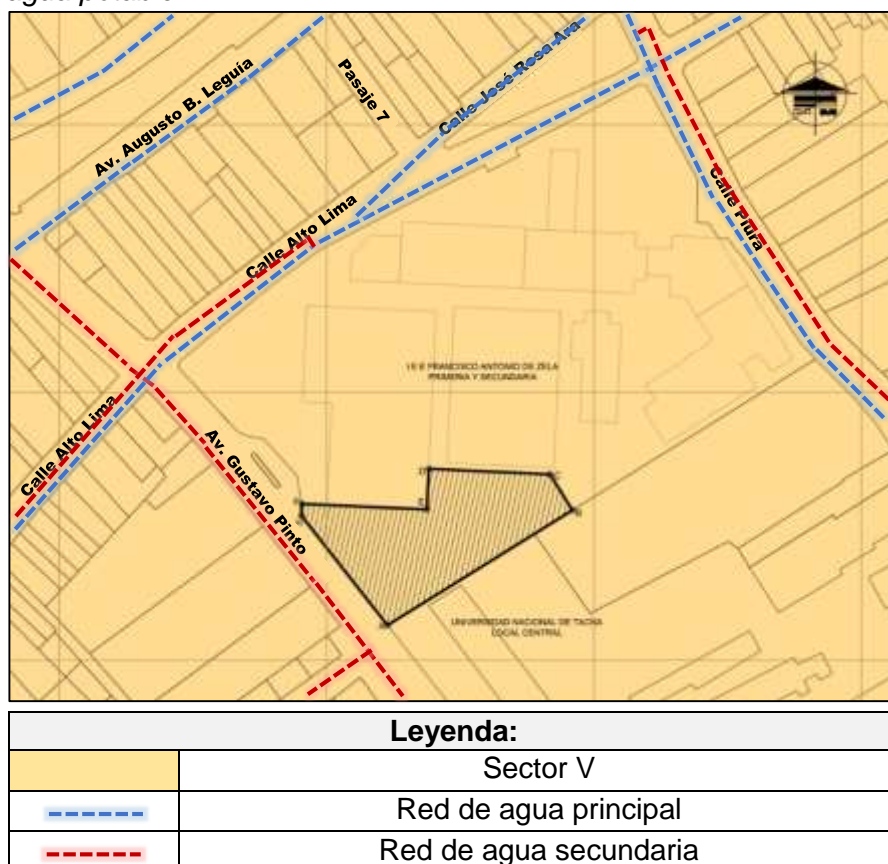 agua potable
Av. Augusto B. Leguía
Pasaje 7
Calle José Rosa Ara
Calle Alto Lima
Calle Piura
I E E FRANCISCO ANTONIO DE ZELA
PRIMARIA Y SECUNDARIA
Calle Alto Lima
Av. Gustavo Pinto
UNIVERSIDAD NACIONAL DE TACNA
LOCAL CENTRAL
Leyenda:
Sector V
Red de agua principal
Red de agua secundaria